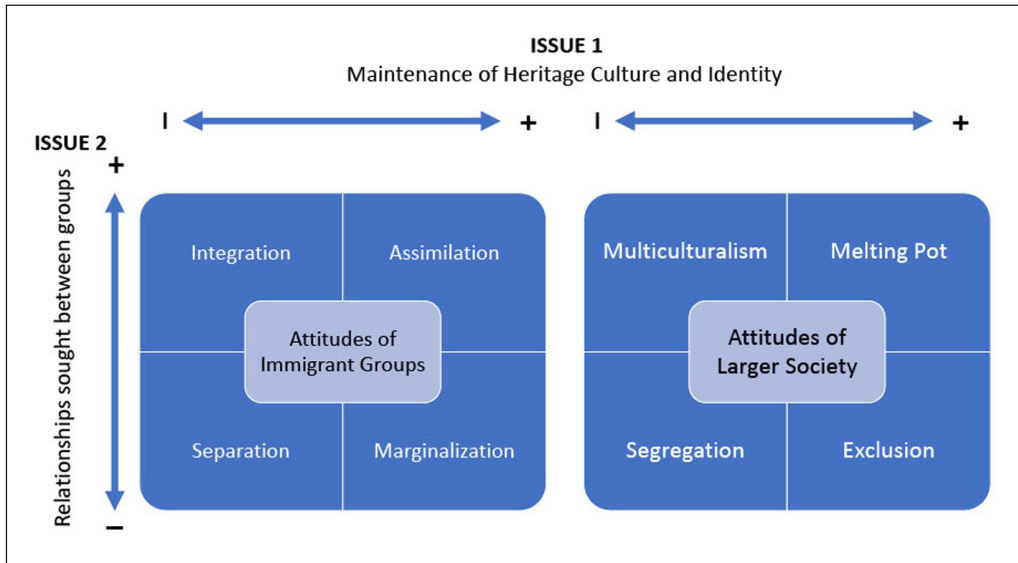 ISSUE 1
Maintenance of Heritage Culture and Identity
I
+
I
+
ISSUE 2
+
Relationships sought between groups
–
Integration
Assimilation
Attitudes of
Immigrant Groups
Separation
Marginalization
Multiculturalism
Melting Pot
Attitudes of
Larger Society
Segregation
Exclusion